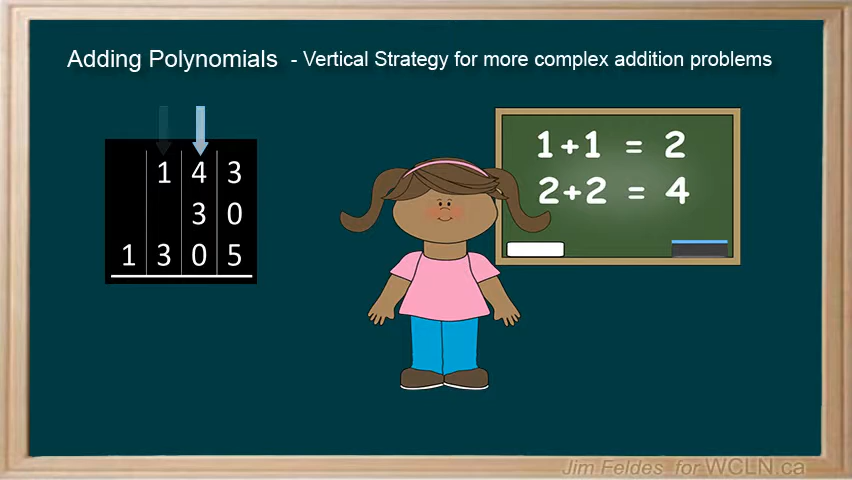 Adding Polynomials - Vertical Strategy for more complex addition problems
1 4 3
3 0
1 3 0 5
1+1 = 2
2+2 = 4
Jim Feldes for WCLN.ca